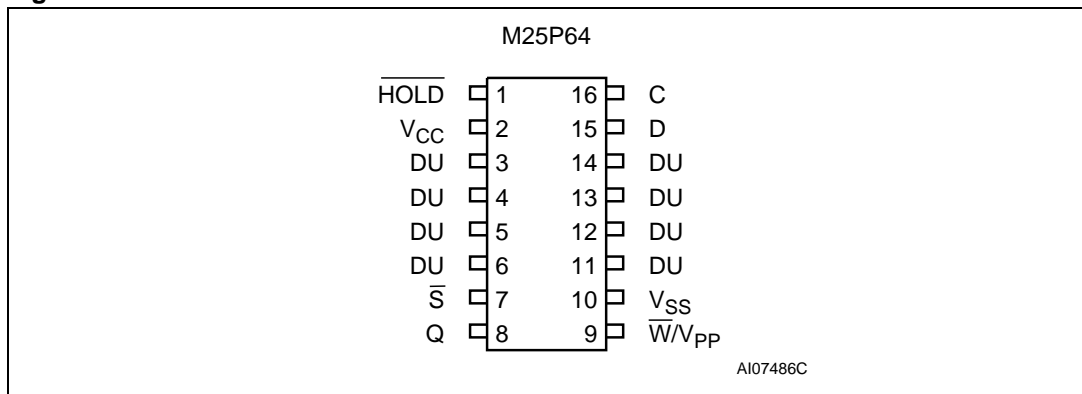 M25P64
HOLD 1 16 C
VCC 2 15 D
DU 3 14 DU
DU 4 13 DU
DU 5 12 DU
DU 6 11 DU
S 7 10 VSS
Q 8 9 W/VPP
AI07486C